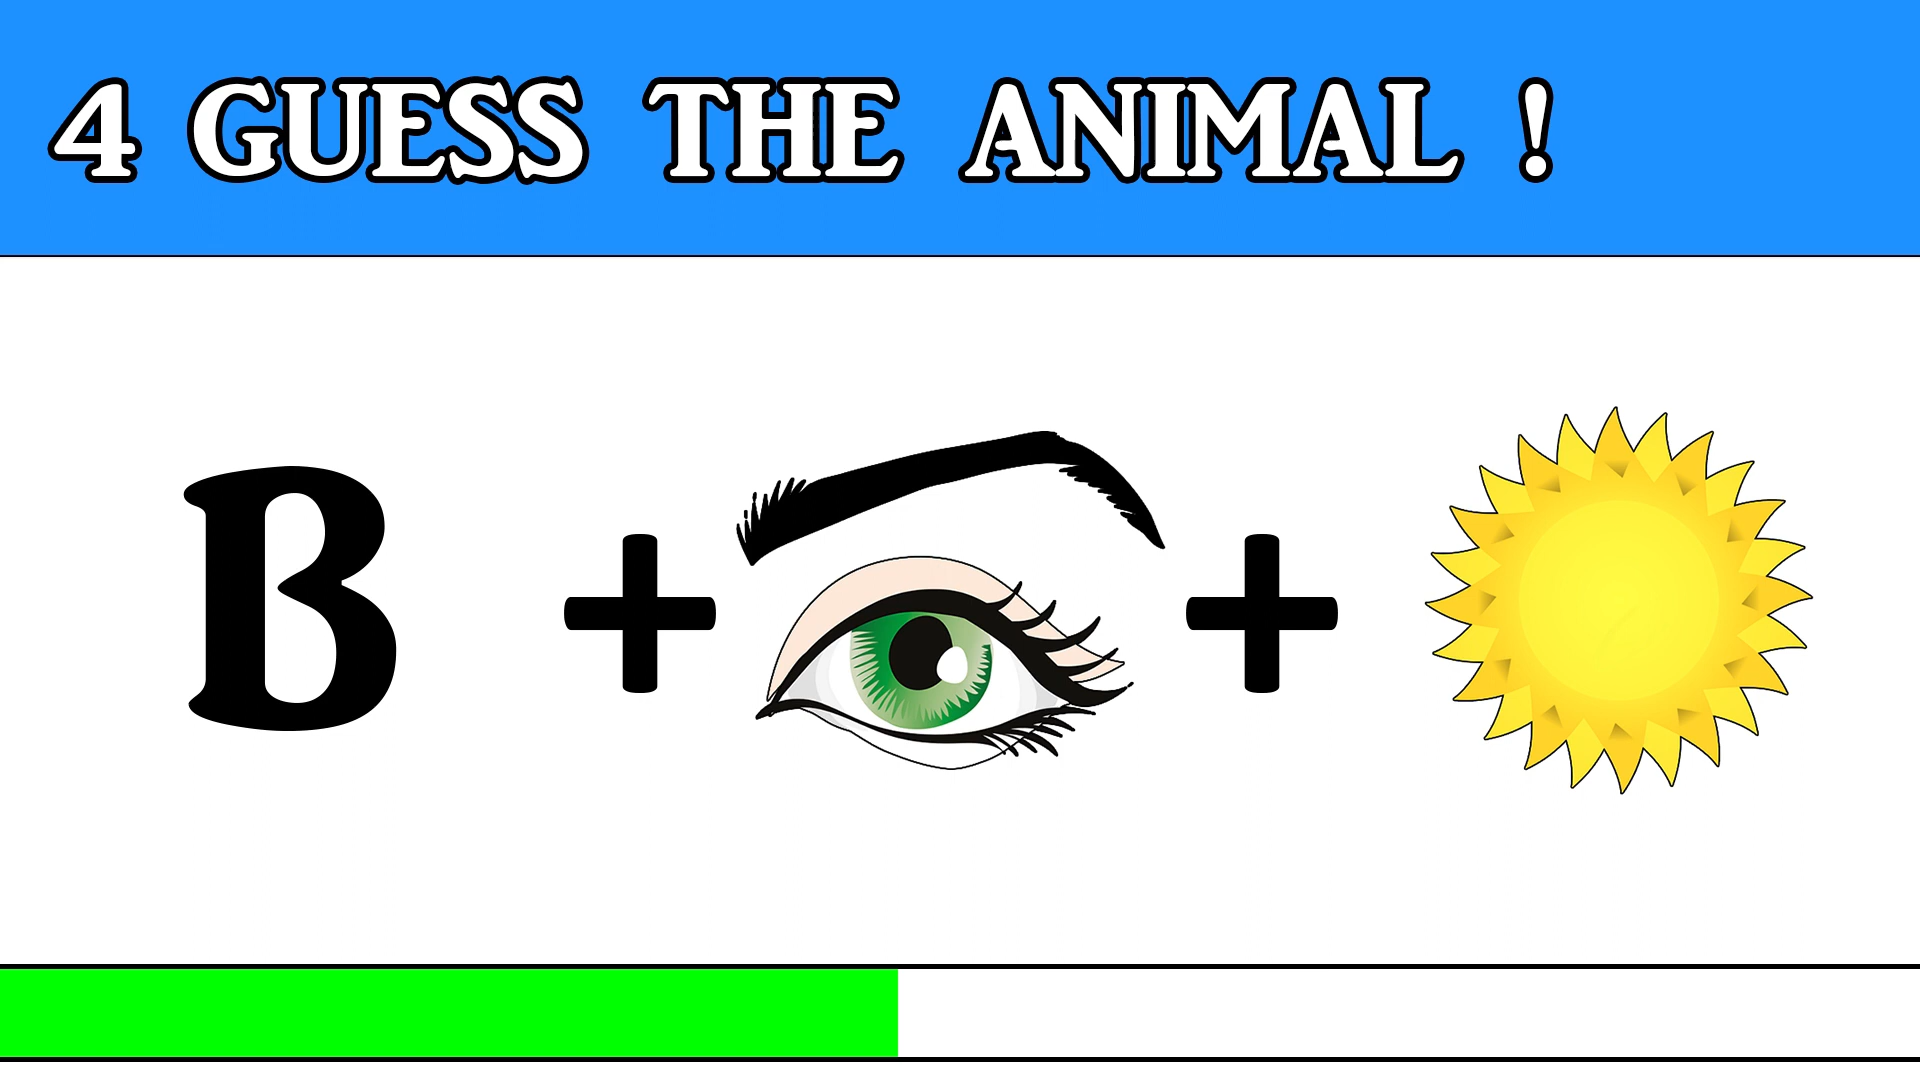 4 GUESS THE ANIMAL !
B + +